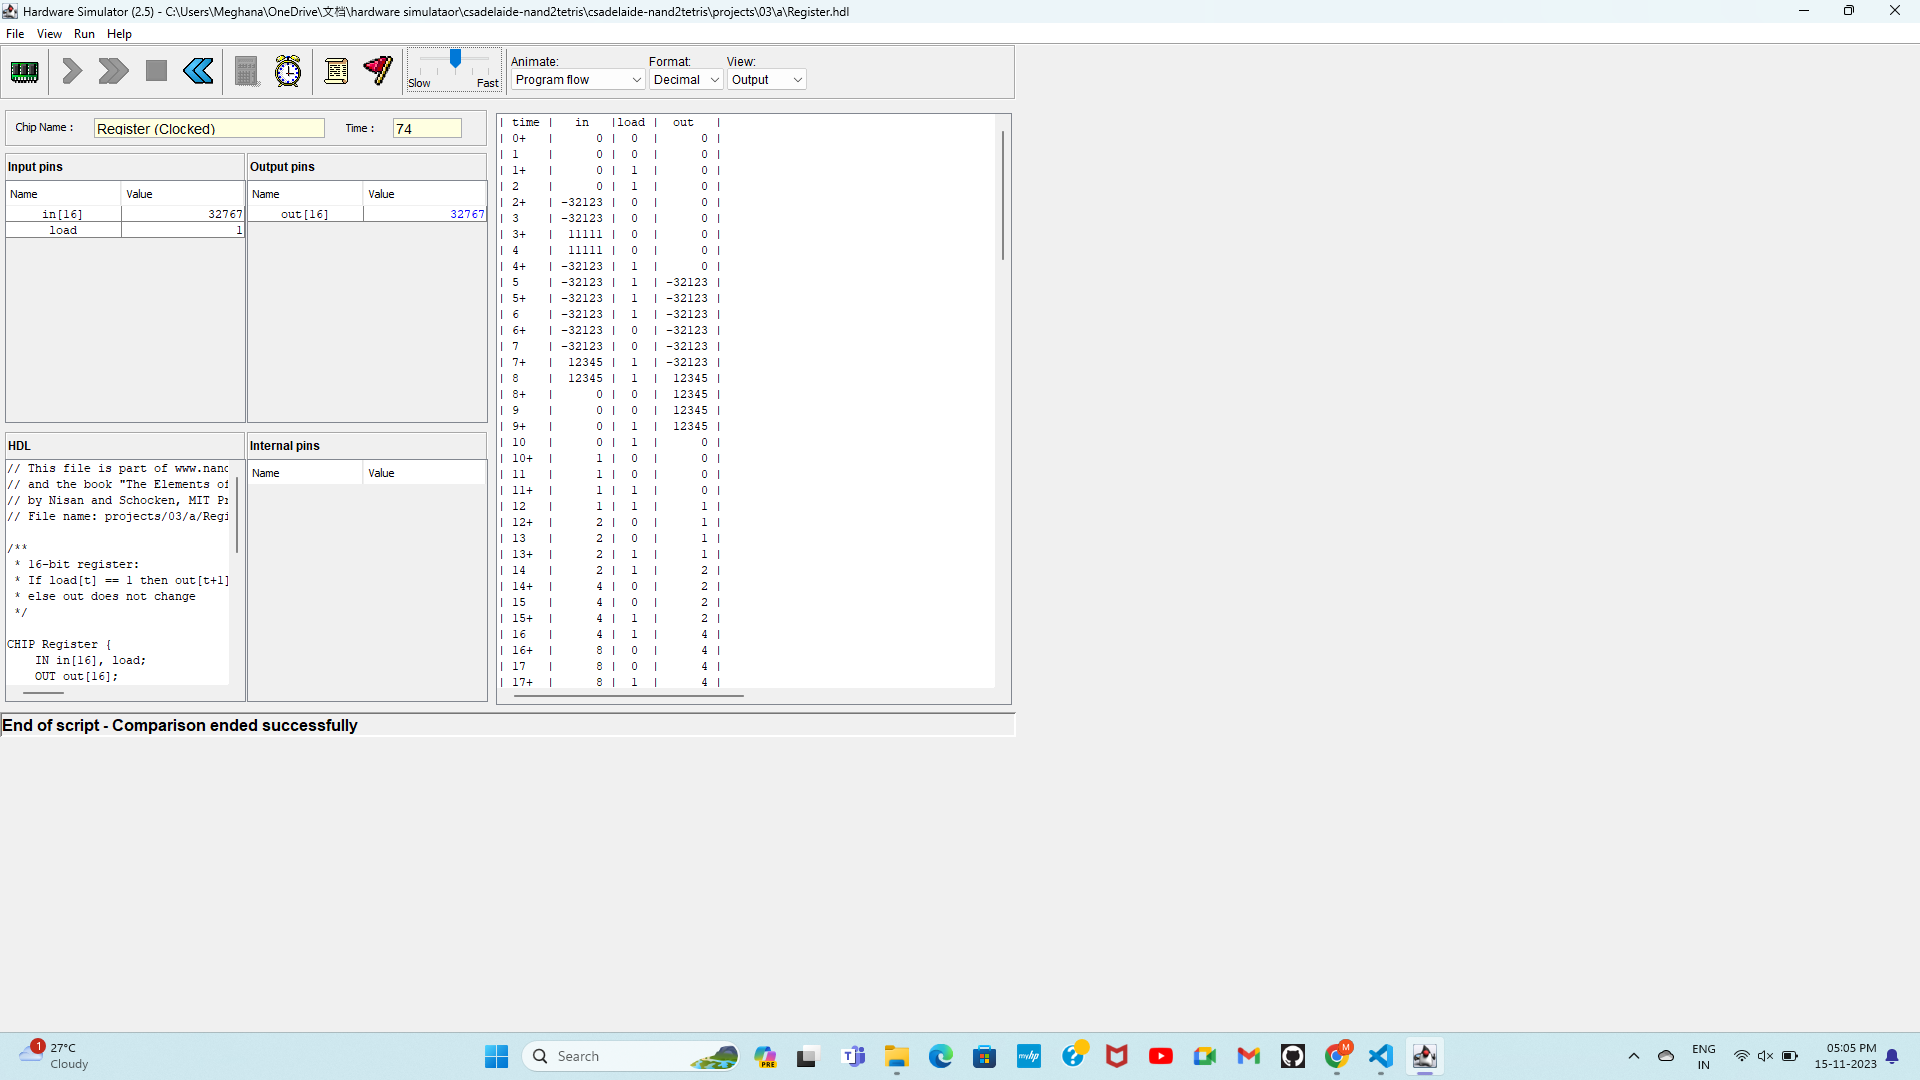 Hardware Simulator (2.5) - C:\Users\Meghana\OneDrive\文档\hardware simulataor\csadelaide-nand2tetris\csadelaide-nand2tetris\projects\03\a\Register.hdl
File View Run Help
Slow Fast
Animate: Format: View:
Program flow Decimal Output
Chip Name : Register (Clocked) Time : 74
Input pins
Name Value
in[16] 32767
load 1
Output pins
Name Value
out[16] 32767
HDL
// This file is part of www.nand
// and the book "The Elements of
// by Nisan and Schocken, MIT Pr
// File name: projects/03/a/Regi
/**
* 16-bit register:
* If load[t] == 1 then out[t+1]
* else out does not change
*/
CHIP Register {
IN in[16], load;
OUT out[16];
Internal pins
Name Value
| time | in |load | out |
| 0+ | 0 | 0 | 0 |
| 1 | 0 | 0 | 0 |
| 1+ | 0 | 1 | 0 |
| 2 | 0 | 1 | 0 |
| 2+ | -32123 | 0 | 0 |
| 3 | -32123 | 0 | 0 |
| 3+ | 11111 | 0 | 0 |
| 4 | 11111 | 0 | 0 |
| 4+ | -32123 | 1 | 0 |
| 5 | -32123 | 1 | -32123 |
| 5+ | -32123 | 1 | -32123 |
| 6 | -32123 | 1 | -32123 |
| 6+ | -32123 | 0 | -32123 |
| 7 | -32123 | 0 | -32123 |
| 7+ | 12345 | 1 | -32123 |
| 8 | 12345 | 1 | 12345 |
| 8+ | 0 | 0 | 12345 |
| 9 | 0 | 0 | 12345 |
| 9+ | 0 | 1 | 12345 |
| 10 | 0 | 1 | 0 |
| 10+ | 1 | 0 | 0 |
| 11 | 1 | 0 | 0 |
| 11+ | 1 | 1 | 0 |
| 12 | 1 | 1 | 1 |
| 12+ | 2 | 0 | 1 |
| 13 | 2 | 0 | 1 |
| 13+ | 2 | 1 | 1 |
| 14 | 2 | 1 | 2 |
| 14+ | 4 | 0 | 2 |
| 15 | 4 | 0 | 2 |
| 15+ | 4 | 1 | 2 |
| 16 | 4 | 1 | 4 |
| 16+ | 8 | 0 | 4 |
| 17 | 8 | 0 | 4 |
| 17+ | 8 | 1 | 4 |
End of script - Comparison ended successfully
1
27°C
Cloudy
Search
PRE
myhp
M
ENG
IN
05:05 PM
15-11-2023